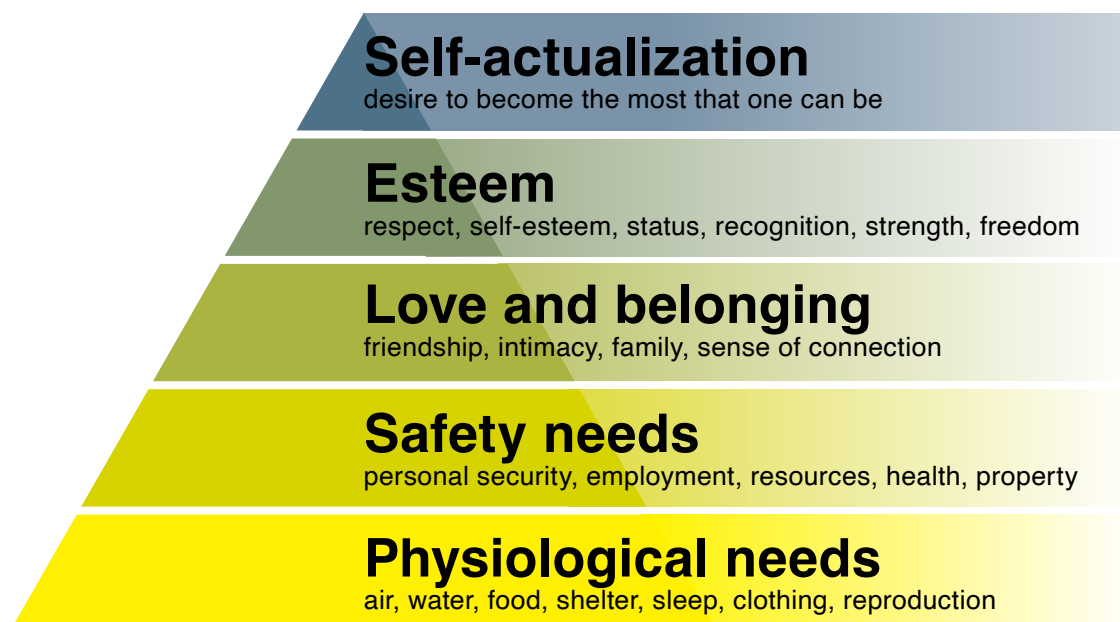 Self-actualization
desire to become the most that one can be
Esteem
respect, self-esteem, status, recognition, strength, freedom
Love and belonging
friendship, intimacy, family, sense of connection
Safety needs
personal security, employment, resources, health, property
Physiological needs
air, water, food, shelter, sleep, clothing, reproduction